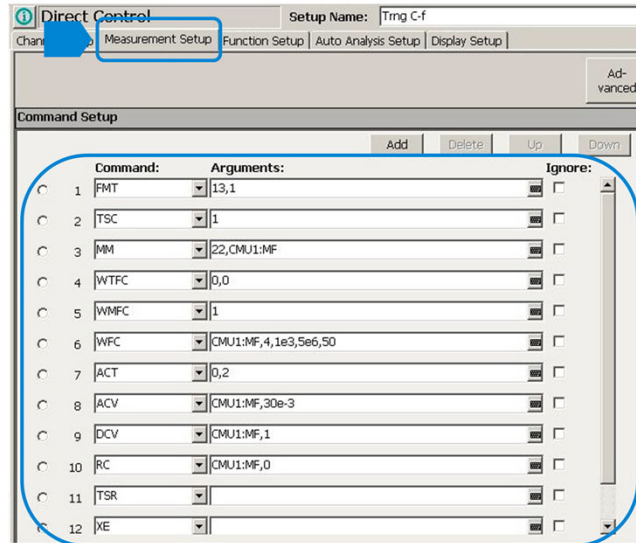 Direct Control Setup Name: Trng C-f
Measurement Setup Function Setup Auto Analysis Setup Display Setup
Ad-
vanced
Command Setup
Add Delete Up Down
Command: Arguments: Ignore:
1 FMT 13,1
2 TSC 1
3 MM 22,CMU1:MF
4 WTFC 0,0
5 WMFC 1
6 WFC CMU1:MF,4,1e3,5e6,50
7 ACT 0,2
8 ACV CMU1:MF,30e-3
9 DCV CMU1:MF,1
10 RC CMU1:MF,0
11 TSR
12 XE